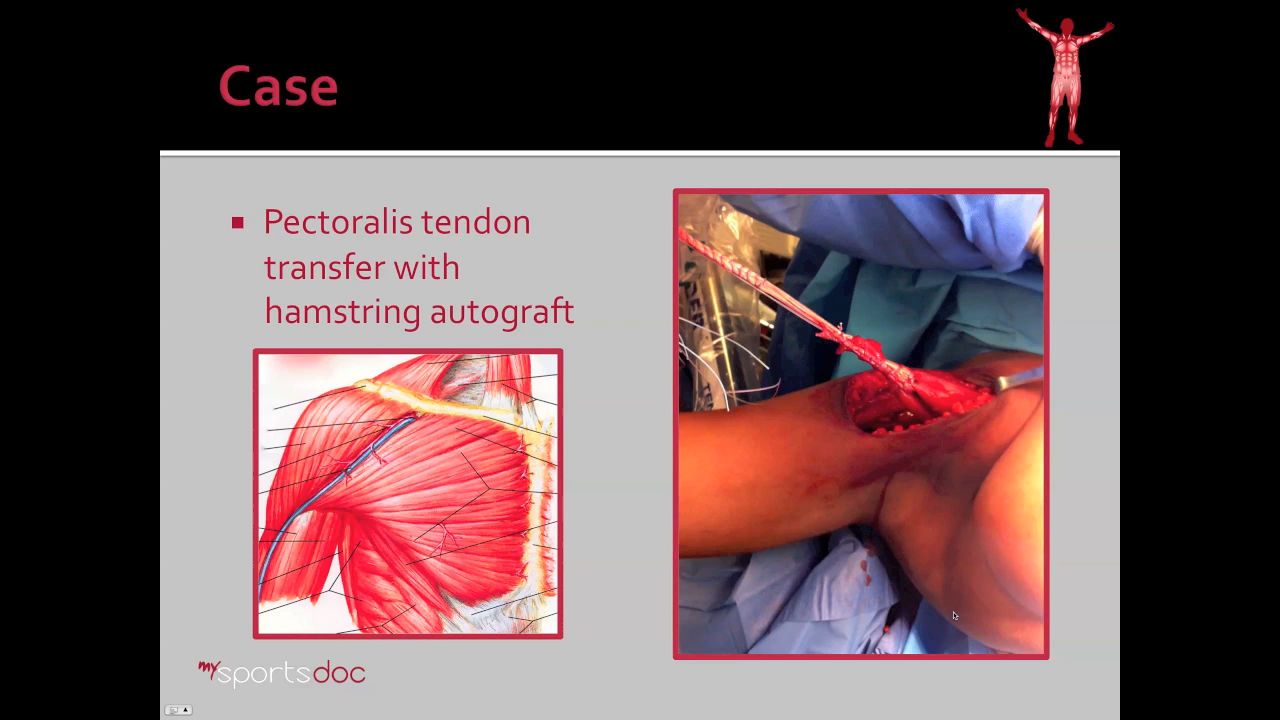 Case
Pectoralis tendon
transfer with
hamstring autograft
mysportsdoc